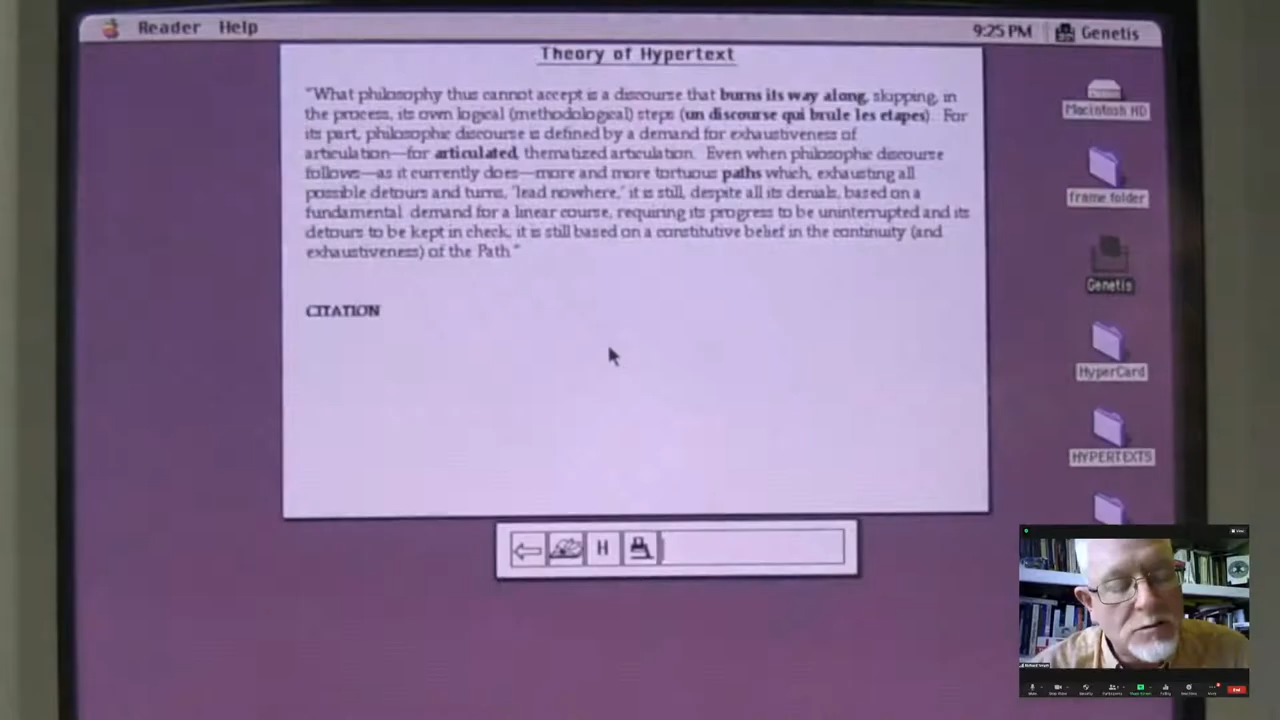 Reader Help 9:25 PM Genetis
Theory of Hypertext
"What philosophy thus cannot accept is a discourse that burns its way along, skipping, in
the process, its own logical (methodological) steps (un discourse qui brule les etapes). For
its part, philosophic discourse is defined by a demand for exhaustiveness of
articulation—for articulated, thematized articulation. Even when philosophic discourse
follows—as it currently does—more and more tortuous paths which, exhausting all
possible detours and turns, 'lead nowhere,' it is still, despite all its denials, based on a
fundamental demand for a linear course, requiring its progress to be uninterrupted and its
detours to be kept in check, it is still based on a constitutive belief in the continuity (and
exhaustiveness) of the Path."
CITATION
Macintosh HD
frame folder
Genetis
HyperCard
HYPERTEXTS
H